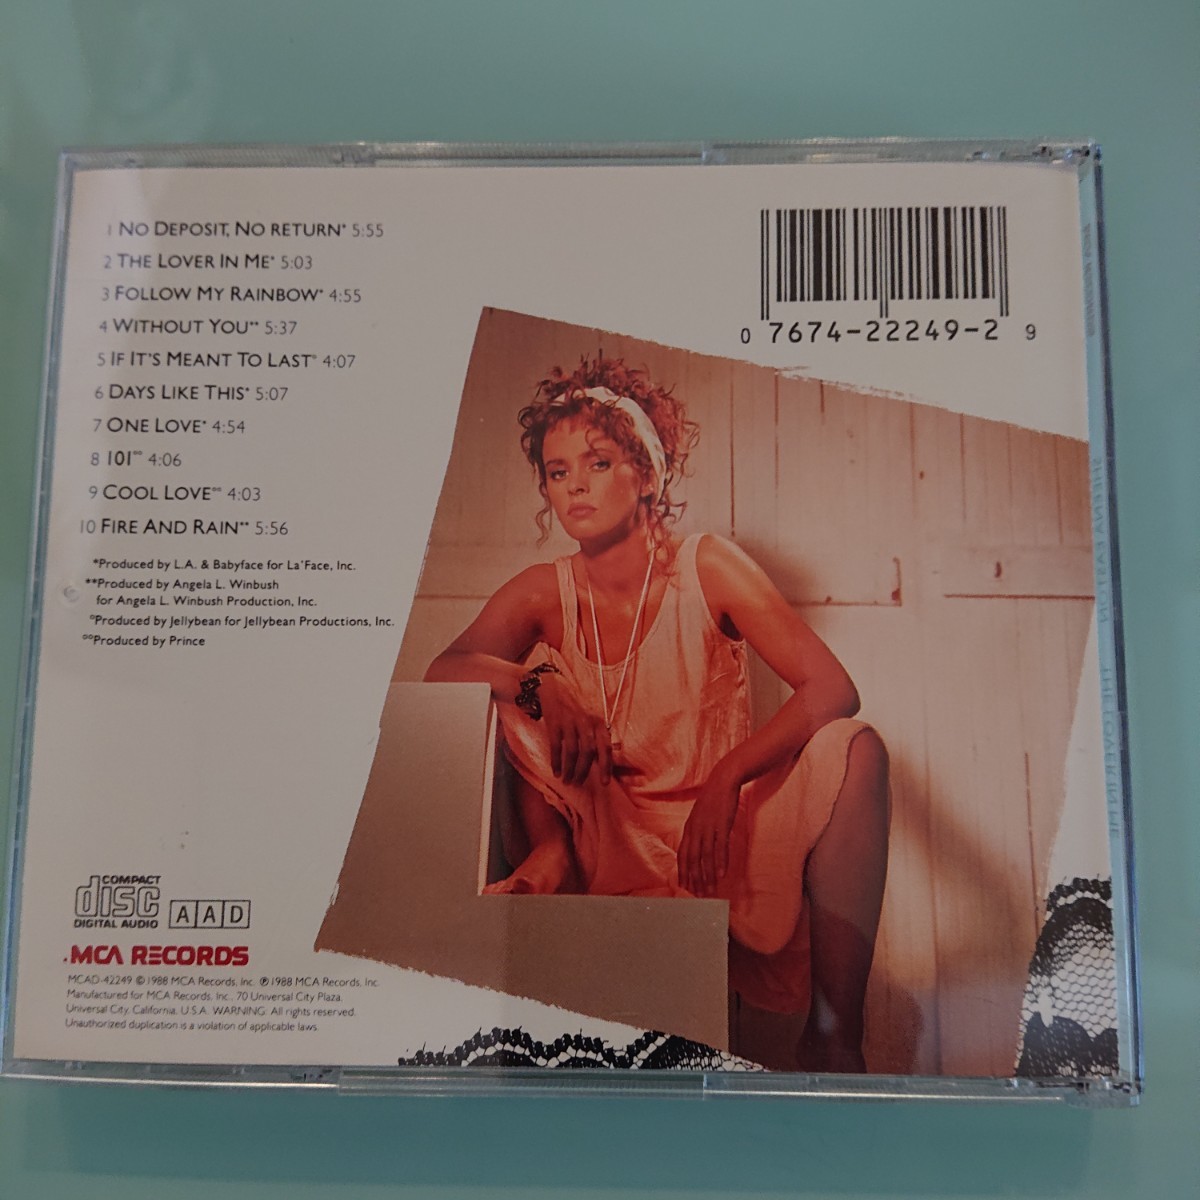 1 NO DEPOSIT, NO RETURN* 5:55
2 THE LOVER IN ME* 5:03
3 FOLLOW MY RAINBOW* 4:55
4 WITHOUT YOU** 5:37
5 IF IT'S MEANT TO LAST° 4:07
6 DAYS LIKE THIS* 5:07
7 ONE LOVE* 4:54
8 101°° 4:06
9 COOL LOVE°° 4:03
10 FIRE AND RAIN** 5:56
*Produced by L.A. & Babyface for La'Face, Inc.
**Produced by Angela L. Winbush
for Angela L. Winbush Production, Inc.
°Produced by Jellybean for Jellybean Productions, Inc.
°°Produced by Prince
0 7674-22249-2 9
COMPACT
disc
DIGITAL AUDIO
AAD
MCA RECORDS
MCAD-42249 ©1988 MCA Records, Inc. ℗1988 MCA Records, Inc.
Manufactured for MCA Records, Inc., 70 Universal City Plaza,
Universal City, California, U.S.A. WARNING: All rights reserved.
Unauthorized duplication is a violation of applicable laws.
SHEENA EASTON THE LOVER IN ME